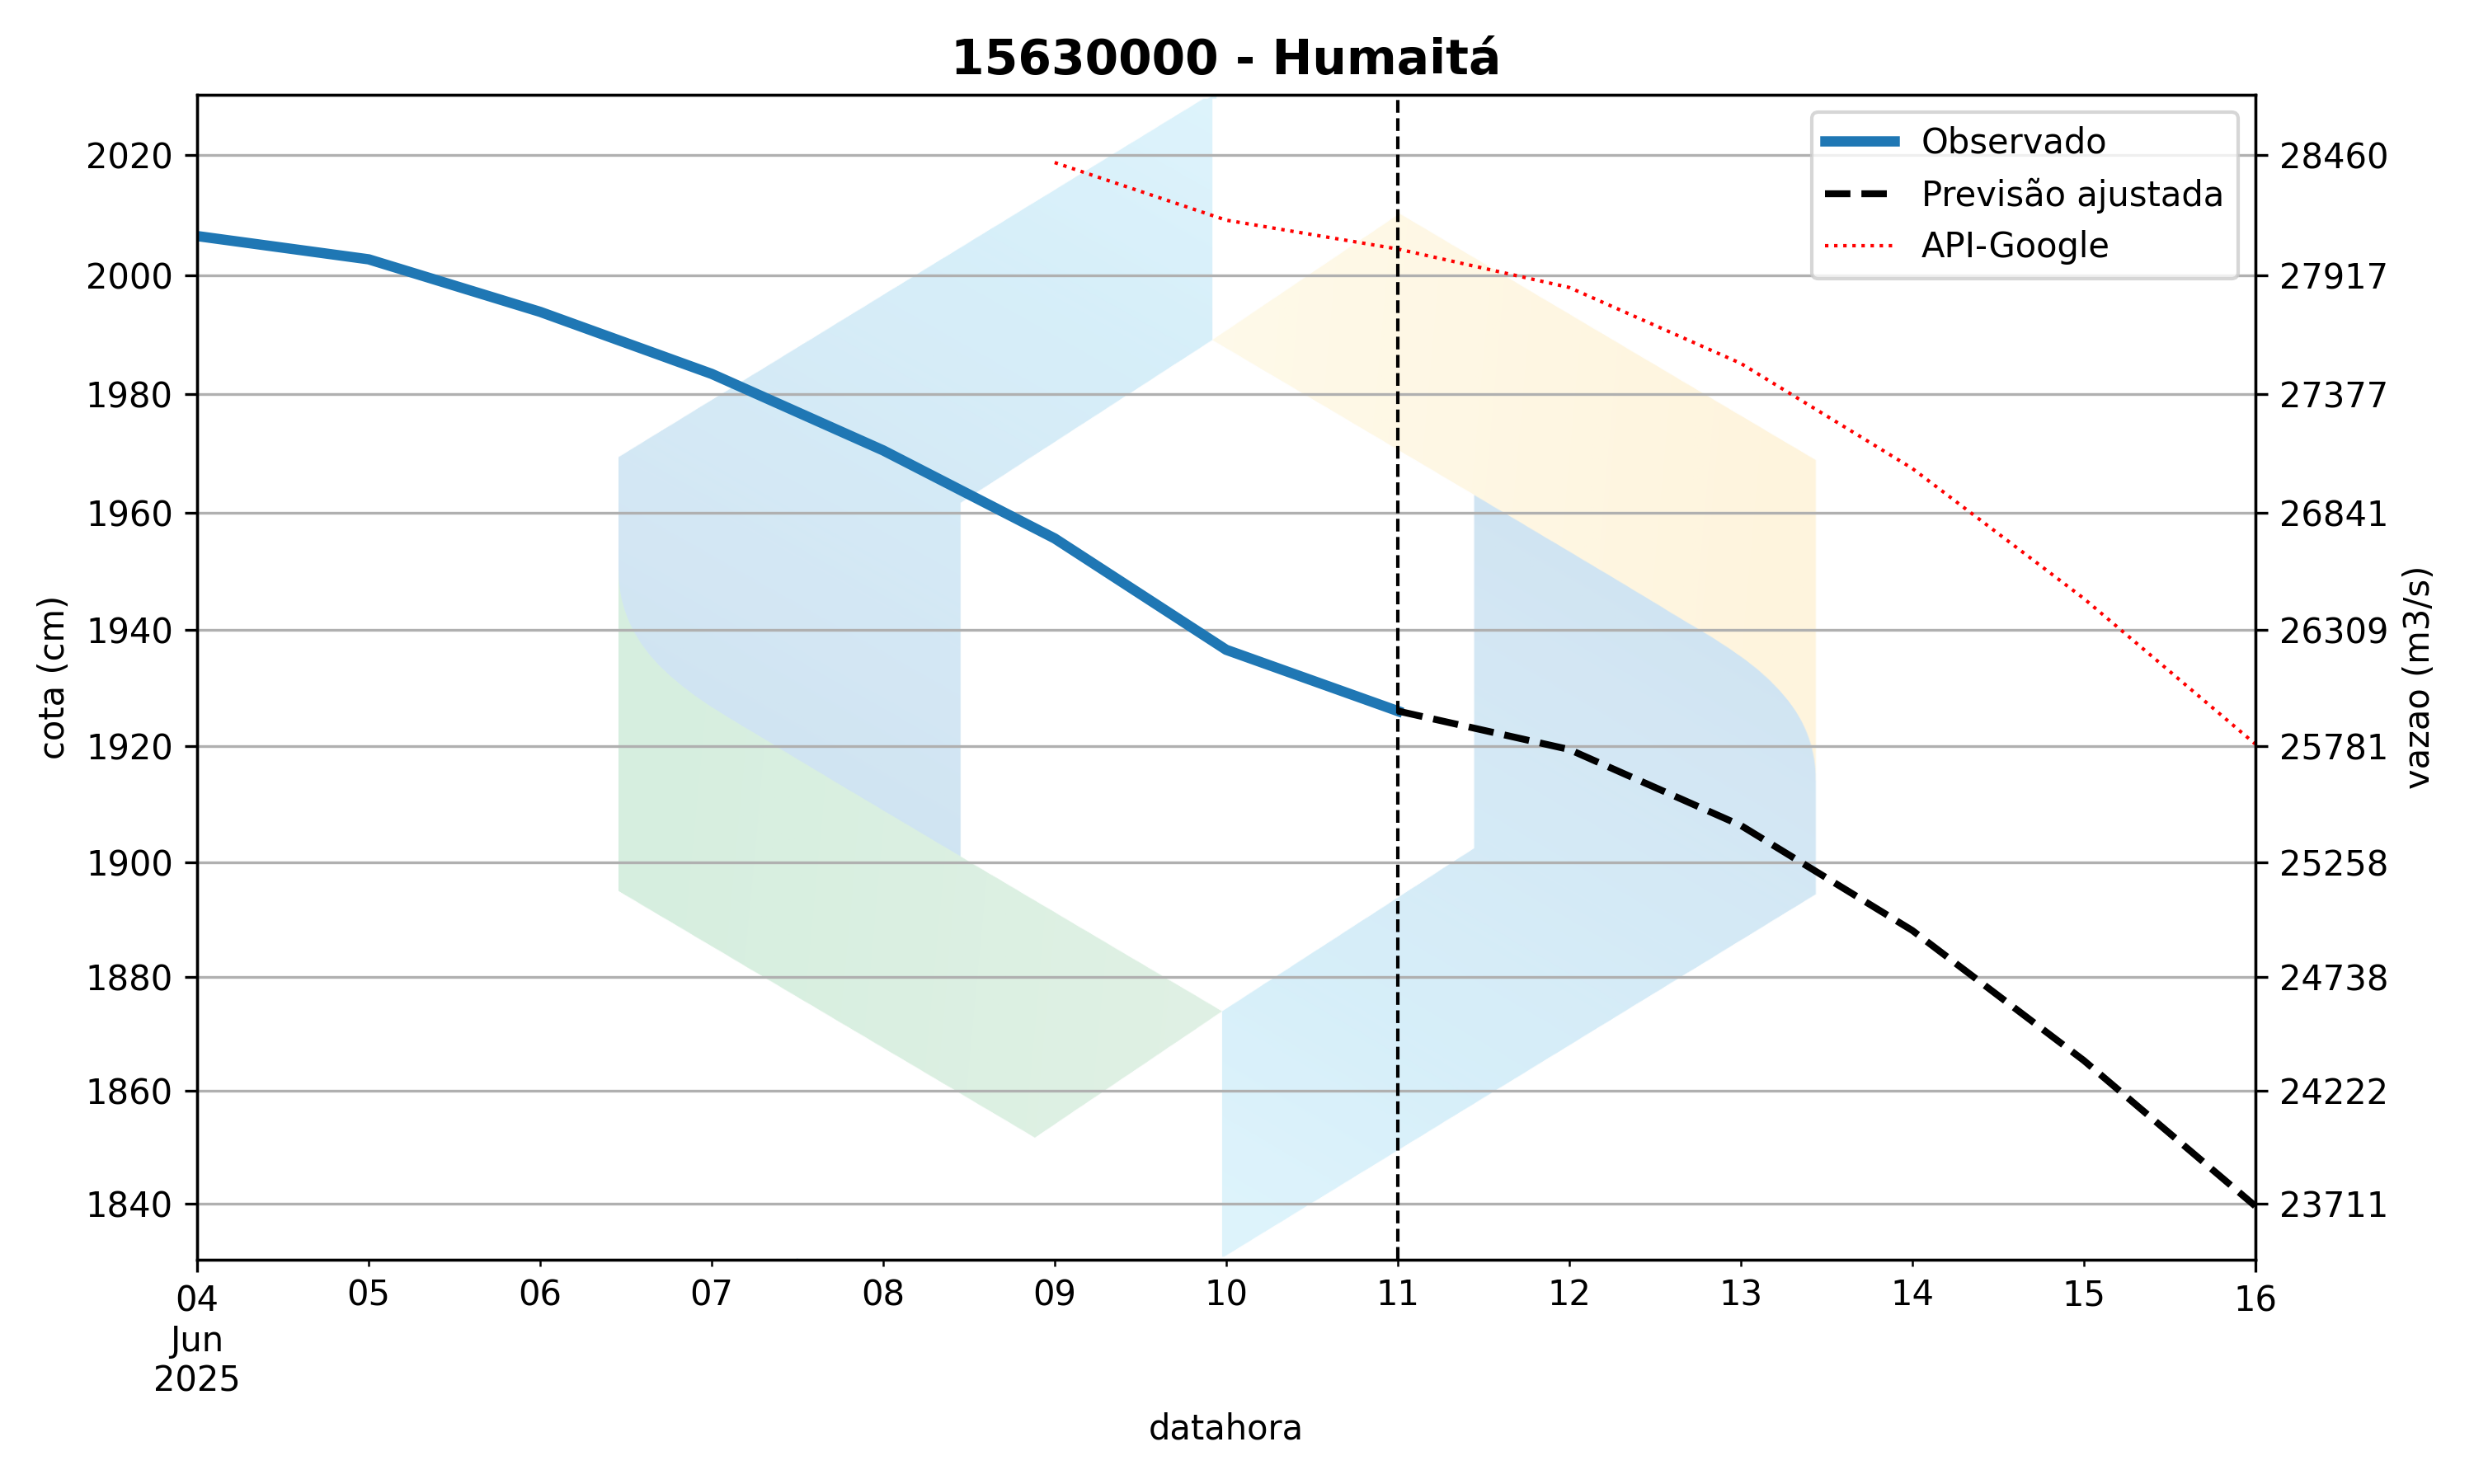 15630000 - Humaitá
Observado
Previsão ajustada
API-Google
2020
2000
1980
1960
1940
1920
1900
1880
1860
1840
cota (cm)
28460
27917
27377
26841
26309
25781
25258
24738
24222
23711
vazao (m3/s)
04 05 06 07 08 09 10 11 12 13 14 15 16
Jun
2025
datahora